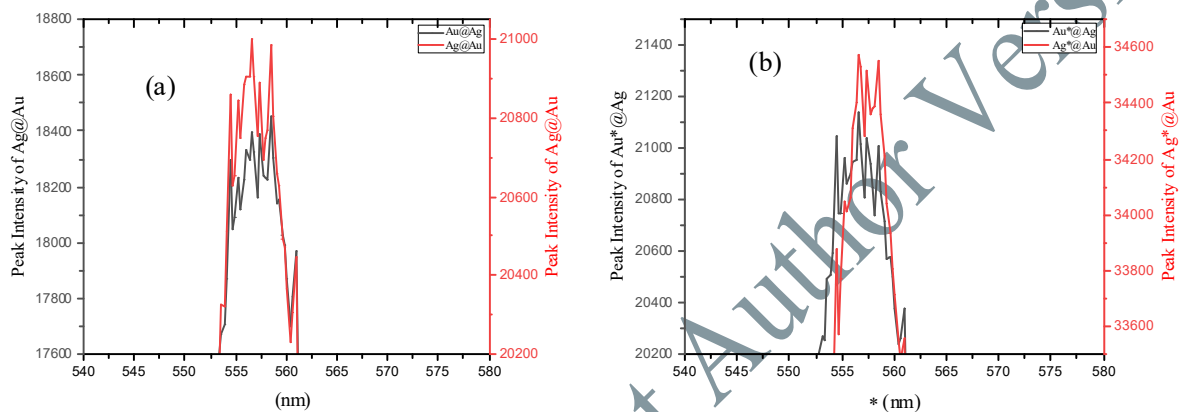 18800
18600
18400
18200
18000
17800
17600
Peak Intensity of Ag@Au
(a)
Au@Ag
Ag@Au
21000
20800
20600
20400
20200
Peak Intensity of Ag@Au
540 545 550 555 560 565 570 575 580
(nm)
21400
21200
21000
20800
20600
20400
20200
Peak Intensity of Au*@Ag
(b)
Au*@Ag
Ag*@Au
34600
34400
34200
34000
33800
33600
Peak Intensity of Ag*@Au
540 545 550 555 560 565 570 575 580
* (nm)
Author